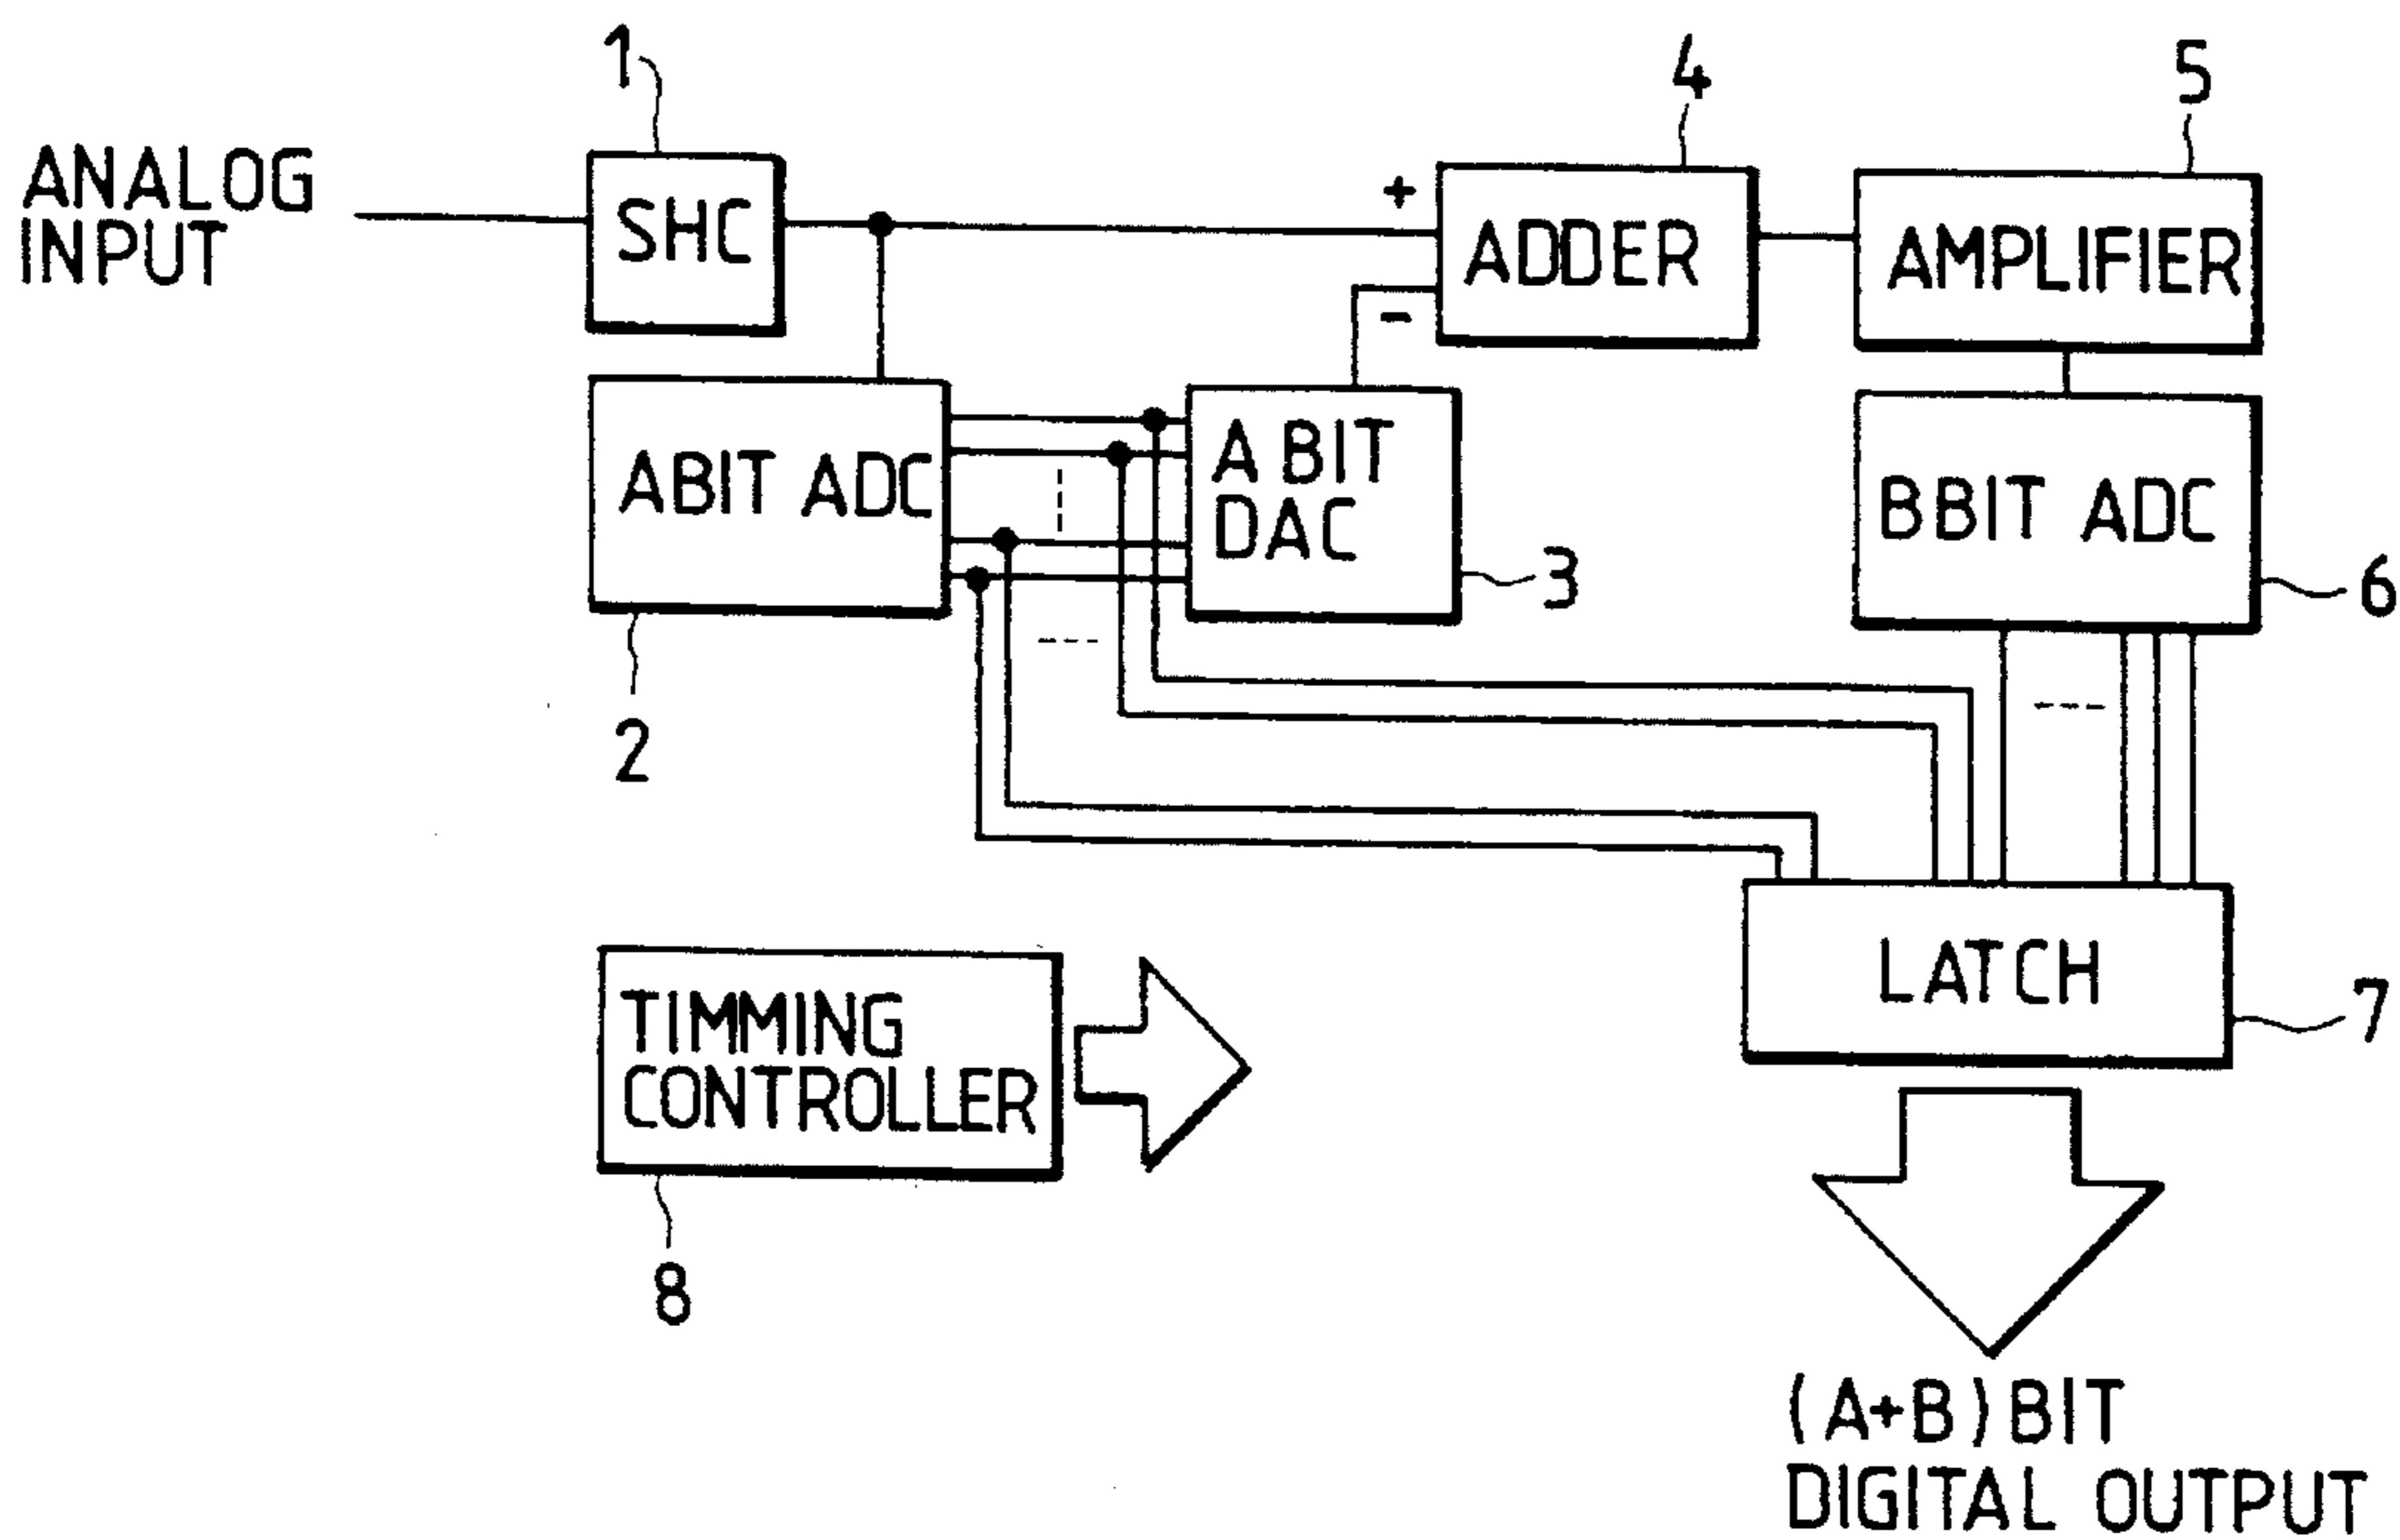 1
4
5
ANALOG
INPUT
SHC
+
-
ADDER
AMPLIFIER
ABIT ADC
A BIT
DAC
BBIT ADC
3
6
2
LATCH
7
TIMMING
CONTROLLER
8
(A+B)BIT
DIGITAL OUTPUT